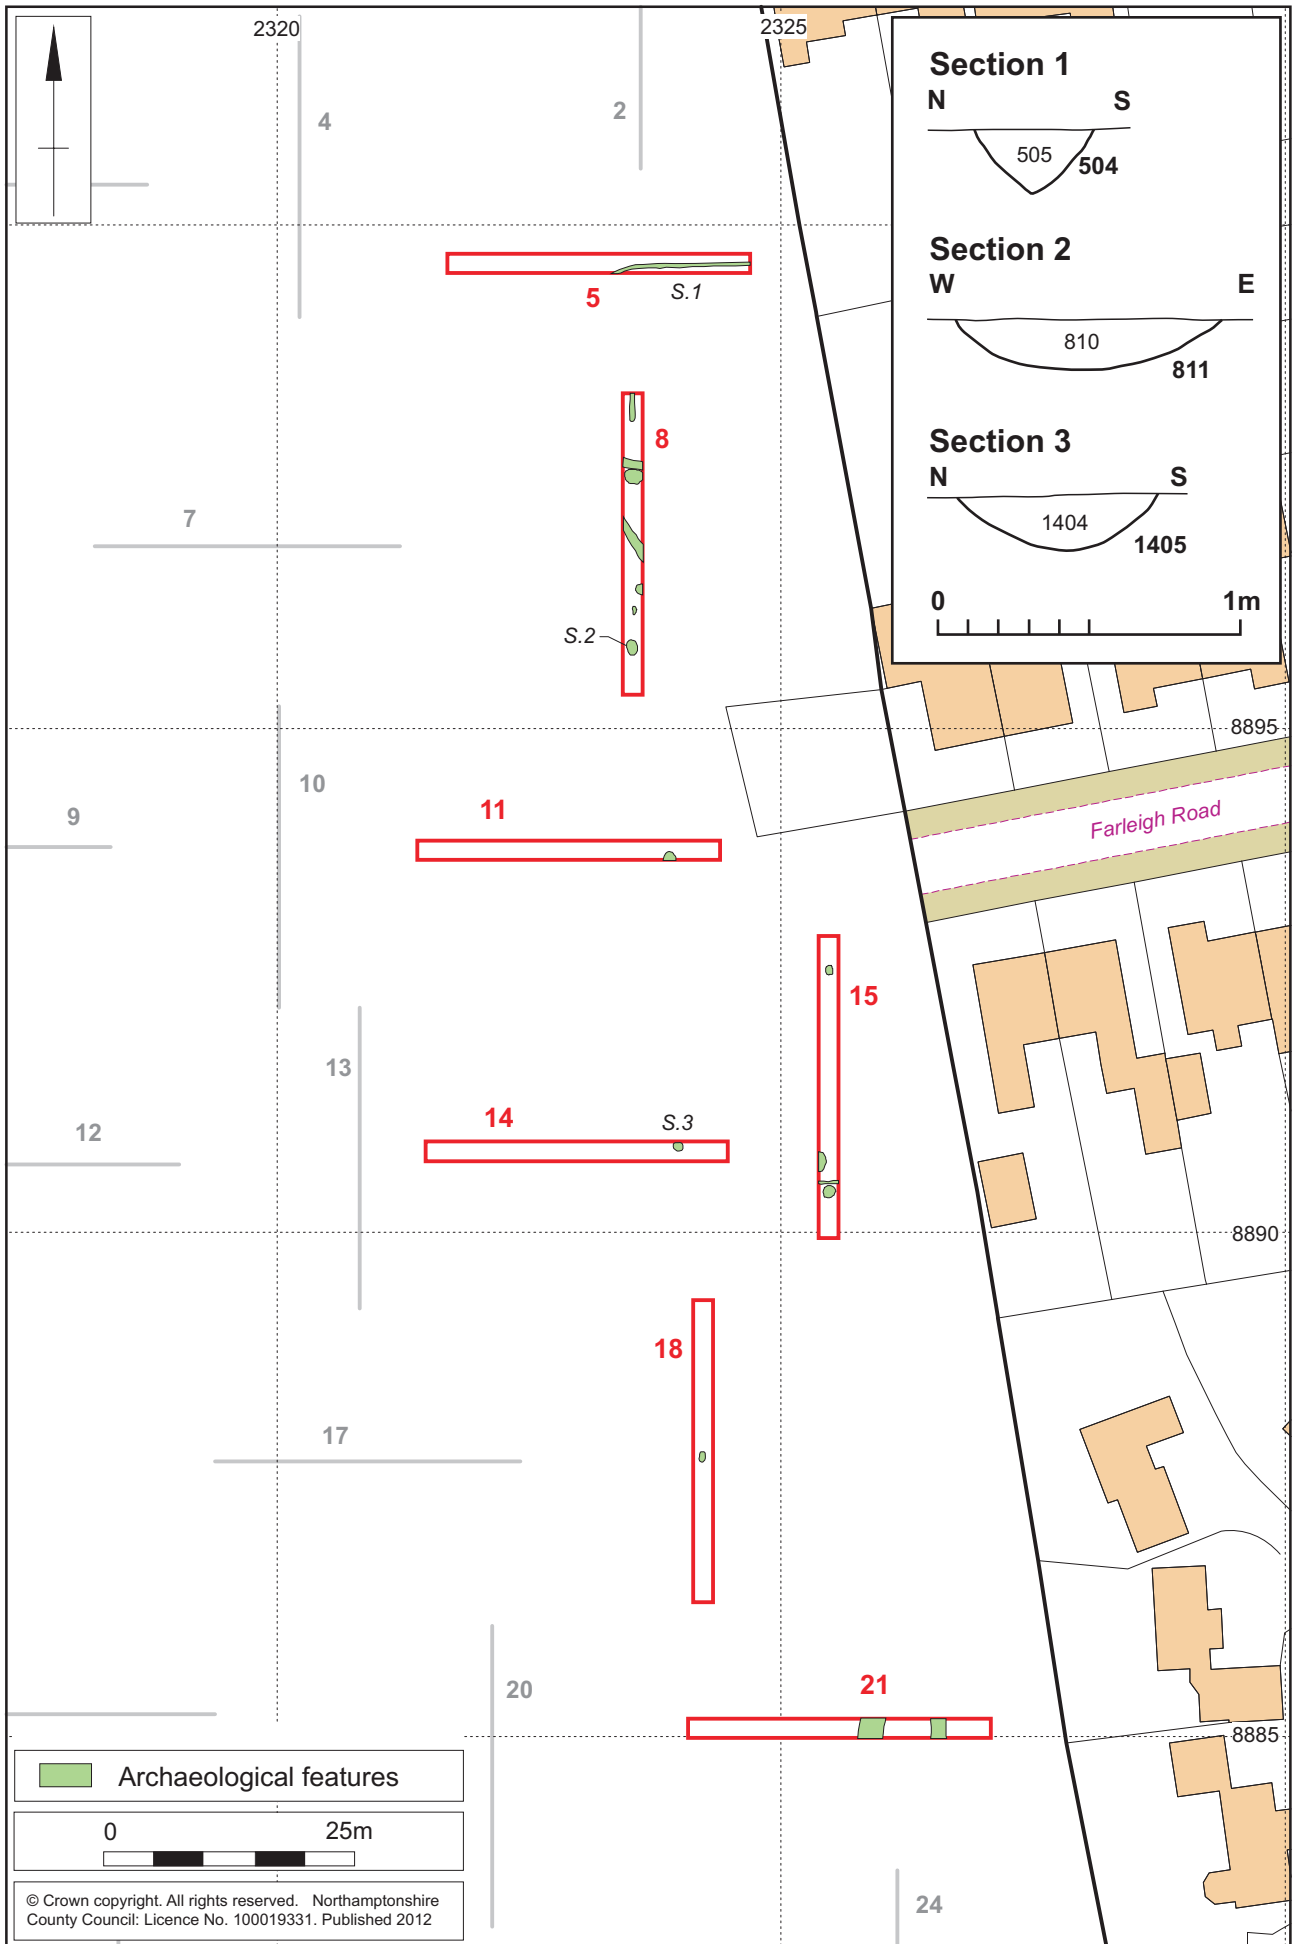 2320
2325
4
2
Section 1
N S
505
504
Section 2
W E
810
811
Section 3
N S
1404
1405
0 1m
5
S.1
8
7
S.2
8895
10
11
9
Farleigh Road
15
13
14
S.3
12
8890
18
17
20
21
8885
Archaeological features
0 25m
© Crown copyright. All rights reserved. Northamptonshire
County Council: Licence No. 100019331. Published 2012
24